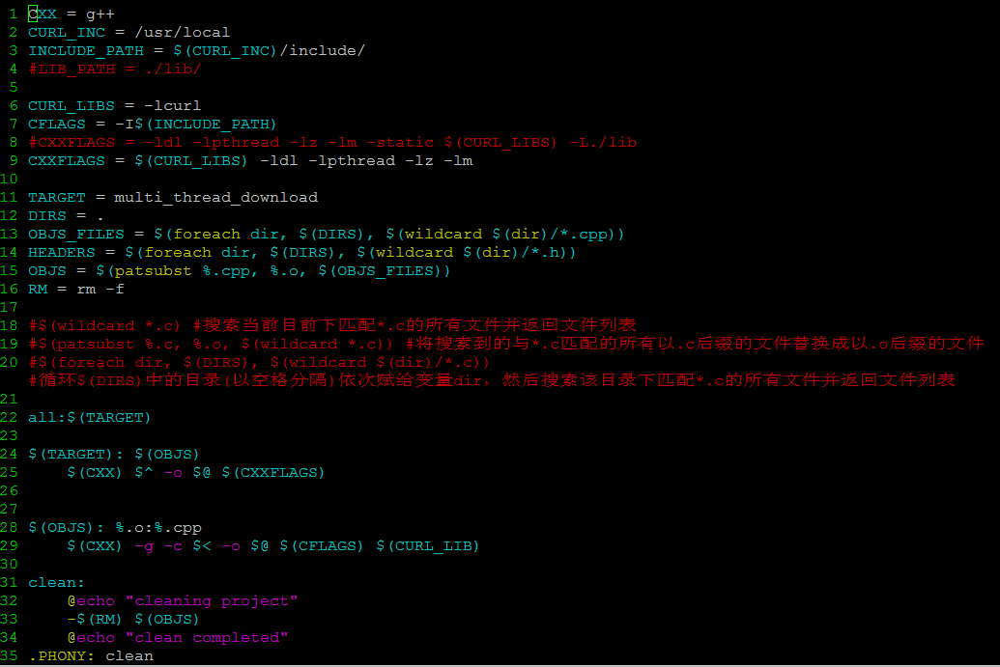 1 CXX = g++
2 CURL_INC = /usr/local
3 INCLUDE_PATH = $(CURL_INC)/include/
4 #LIB_PATH = ./lib/
5
6 CURL_LIBS = -lcurl
7 CFLAGS = -I$(INCLUDE_PATH)
8 #CXXFLAGS = -ldl -lpthread -lz -lm -static $(CURL_LIBS) -L./lib
9 CXXFLAGS = $(CURL_LIBS) -ldl -lpthread -lz -lm
10
11 TARGET = multi_thread_download
12 DIRS = .
13 OBJS_FILES = $(foreach dir, $(DIRS), $(wildcard $(dir)/*.cpp))
14 HEADERS = $(foreach dir, $(DIRS), $(wildcard $(dir)/*.h))
15 OBJS = $(patsubst %.cpp, %.o, $(OBJS_FILES))
16 RM = rm -f
17
18 #$(wildcard *.c) #搜索当前目前下匹配*.c的所有文件并返回文件列表
19 #$(patsubst %.c, %.o, $(wildcard *.c)) #将搜索到的与*.c匹配的所有以.c后缀的文件替换成以.o后缀的文件
20 #$(foreach dir, $(DIRS), $(wildcard $(dir)/*.c))
#循环$(DIRS)中的目录(以空格分隔)依次赋给变量dir，然后搜索该目录下匹配*.c的所有文件并返回文件列表
21
22 all:$(TARGET)
23
24 $(TARGET): $(OBJS)
25     $(CXX) $^ -o $@ $(CXXFLAGS)
26
27
28 $(OBJS): %.o:%.cpp
29     $(CXX) -g -c $< -o $@ $(CFLAGS) $(CURL_LIB)
30
31 clean:
32     @echo "cleaning project"
33     -$(RM) $(OBJS)
34     @echo "clean completed"
35 .PHONY: clean